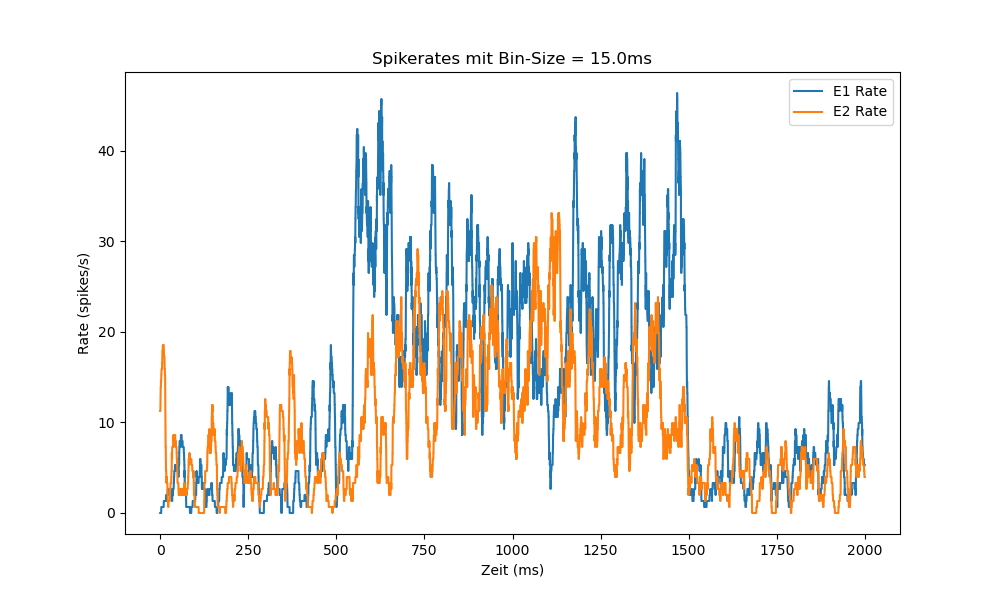 Spikerates mit Bin-Size = 15.0ms
E1 Rate
E2 Rate
Rate (spikes/s)
40
30
20
10
0
0 250 500 750 1000 1250 1500 1750 2000
Zeit (ms)